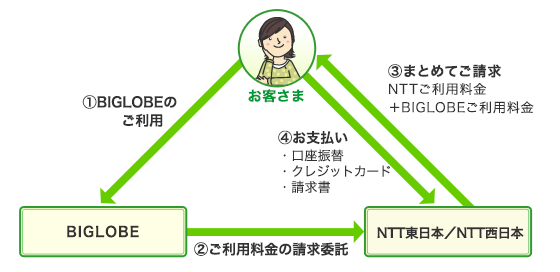 お客さま
①BIGLOBEの
ご利用
③まとめてご請求
NTTご利用料金
＋BIGLOBEご利用料金
④お支払い
・口座振替
・クレジットカード
・請求書
BIGLOBE
②ご利用料金の請求委託
NTT東日本／NTT西日本